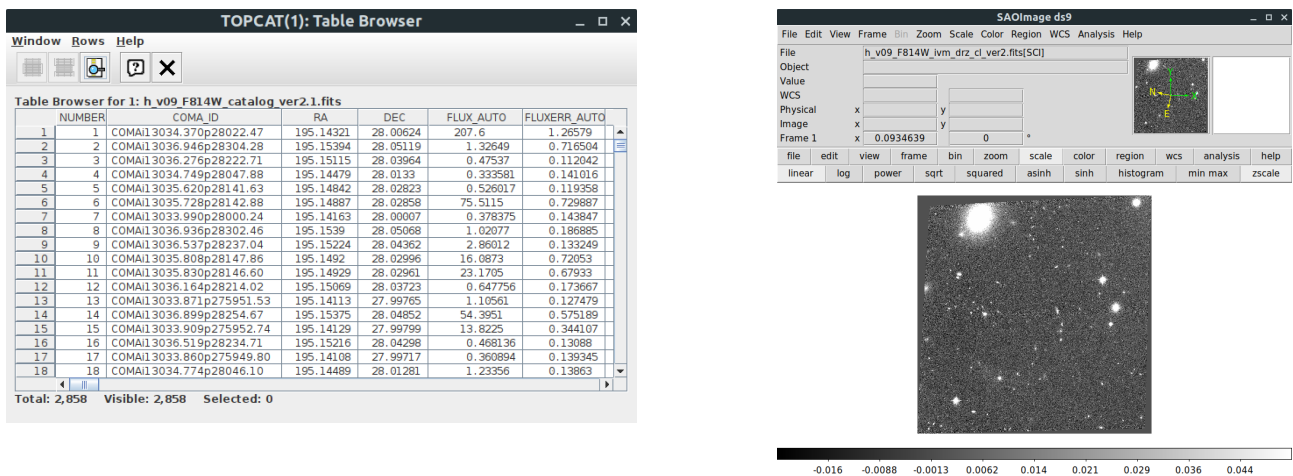 TOPCAT(1): Table Browser
Window Rows Help
Table Browser for 1: h_v09_F814W_catalog_ver2.1.fits
NUMBER COMA_ID RA DEC FLUX_AUTO FLUXERR_AUTO
1 1 COMAi13034.370p28022.47 195.14321 28.00624 207.6 1.26579
2 2 COMAi13036.946p28304.28 195.15394 28.05119 1.32649 0.716504
3 3 COMAi13036.276p28222.71 195.15115 28.03964 0.47537 0.112042
4 4 COMAi13034.749p28047.88 195.14479 28.0133 0.333581 0.141016
5 5 COMAi13035.620p28141.63 195.14842 28.02823 0.526017 0.119358
6 6 COMAi13035.728p28142.88 195.14887 28.02858 75.5115 0.729887
7 7 COMAi13033.990p28000.24 195.14163 28.00007 0.378375 0.143847
8 8 COMAi13036.936p28302.46 195.1539 28.05068 1.02077 0.186885
9 9 COMAi13036.537p28237.04 195.15224 28.04362 2.86012 0.133249
10 10 COMAi13035.808p28147.86 195.1492 28.02996 16.0873 0.72053
11 11 COMAi13035.830p28146.60 195.14929 28.02961 23.1705 0.67933
12 12 COMAi13036.164p28214.02 195.15069 28.03723 0.647756 0.173667
13 13 COMAi13033.871p275951.53 195.14113 27.99765 1.10561 0.127479
14 14 COMAi13036.899p28254.67 195.15375 28.04852 54.3951 0.575189
15 15 COMAi13033.909p275952.74 195.14129 27.99799 13.8225 0.344107
16 16 COMAi13036.519p28234.71 195.15216 28.04298 0.468136 0.13088
17 17 COMAi13033.860p275949.80 195.14108 27.99717 0.360894 0.139345
18 18 COMAi13034.774p28046.10 195.14489 28.01281 1.23356 0.13863
Total: 2,858 Visible: 2,858 Selected: 0
SAOImage ds9
File Edit View Frame Bin Zoom Scale Color Region WCS Analysis Help
File h_v09_F814W_ivm_drz_cl_ver2.fits[SCI]
Object
Value
WCS
Physical x y
Image x y
Frame 1 x 0.0934639 0 °
Y
N X
E
file edit view frame bin zoom scale color region wcs analysis help
linear log power sqrt squared asinh sinh histogram min max zscale
-0.016 -0.0088 -0.0013 0.0062 0.014 0.021 0.029 0.036 0.044